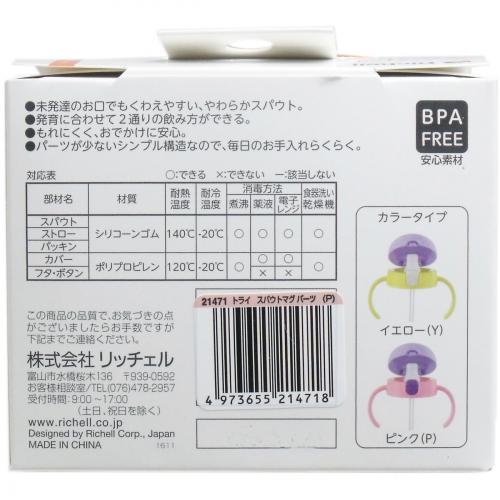 ●未発達のお口でもくわえやすい、やわらかスパウト。
●発育に合わせて2通りの飲み方ができる。
●もれにくく、おでかけに安心。
●パーツが少ないシンプル構造なので、毎日のお手入れらくらく。
BPA
FREE
安心素材
対応表 ○:できる ×:できない －:該当しない
部材名 材質 耐熱温度 耐冷温度 消毒方法 食器洗い乾燥機
煮沸 薬液 電子レンジ
スパウト
ストロー シリコーンゴム 140℃ -20℃ ○ ○ ○ ○
パッキン
カバー ポリプロピレン 120℃ -20℃ ○ ○ ○ ○
フタ・ボタン × ×
カラータイプ
イエロー(Y)
ピンク(P)
この商品の品質で、お気づきの点
がございましたらお手数ですが
下記までご連絡ください。
株式会社 リッチェル
富山市水橋桜木136 〒939-0592
お客様相談室/TEL(076)478-2957
受付時間:9:00~17:00
(土日、祝日を除く)
www.richell.co.jp
Designed by Richell Corp., Japan
MADE IN CHINA 1611
21471 トライ スパウトマグパーツ (P)
4 973655 214718